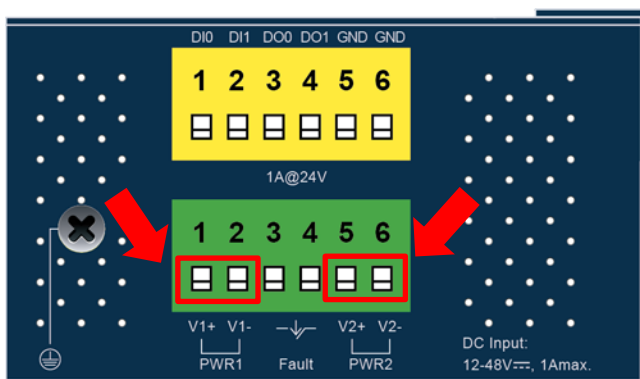 DI0 DI1 DO0 DO1 GND GND
1 2 3 4 5 6
1A@24V
1 2 3 4 5 6
V1+ V1- V2+ V2-
PWR1 Fault PWR2
DC Input:
12-48V⎓, 1Amax.